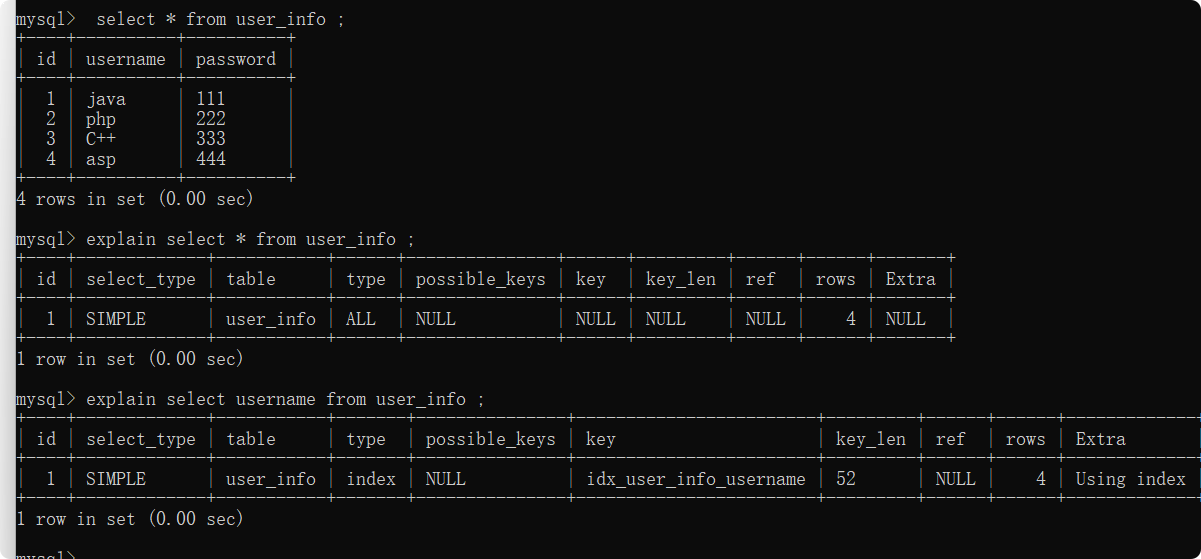 mysql>  select * from user_info ;
+----+----------+----------+
| id | username | password |
+----+----------+----------+
|  1 | java     | 111      |
|  2 | php      | 222      |
|  3 | C++      | 333      |
|  4 | asp      | 444      |
+----+----------+----------+
4 rows in set (0.00 sec)
mysql> explain select * from user_info ;
+----+-------------+-----------+------+---------------+------+---------+------+------+-------+
| id | select_type | table     | type | possible_keys | key  | key_len | ref  | rows | Extra |
+----+-------------+-----------+------+---------------+------+---------+------+------+-------+
|  1 | SIMPLE      | user_info | ALL  | NULL          | NULL | NULL    | NULL |    4 | NULL  |
+----+-------------+-----------+------+---------------+------+---------+------+------+-------+
1 row in set (0.00 sec)
mysql> explain select username from user_info ;
+----+-------------+-----------+-------+---------------+------------------------+---------+------+------+-------------+
| id | select_type | table     | type  | possible_keys | key                    | key_len | ref  | rows | Extra
+----+-------------+-----------+-------+---------------+------------------------+---------+------+------+-------------+
|  1 | SIMPLE      | user_info | index | NULL          | idx_user_info_username | 52      | NULL |    4 | Using index |
+----+-------------+-----------+-------+---------------+------------------------+---------+------+------+-------------+
1 row in set (0.00 sec)
mysql>